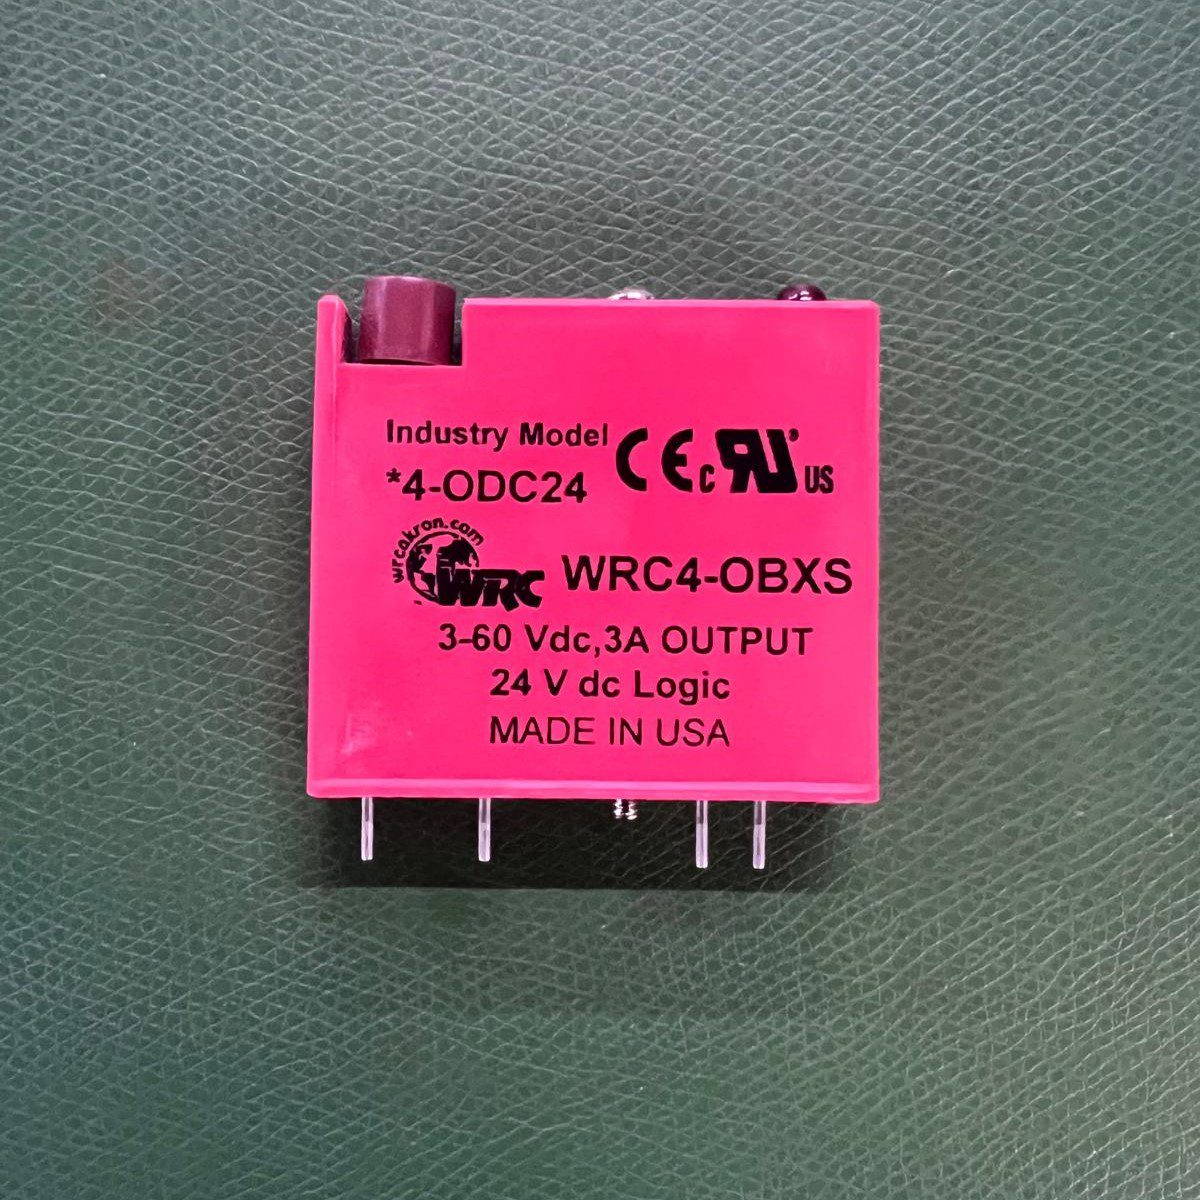 Industry Model
CE cRU® US
*4-ODC24
wrcakron.com
WRC
WRC4-OBXS
3-60 Vdc,3A OUTPUT
24 V dc Logic
MADE IN USA